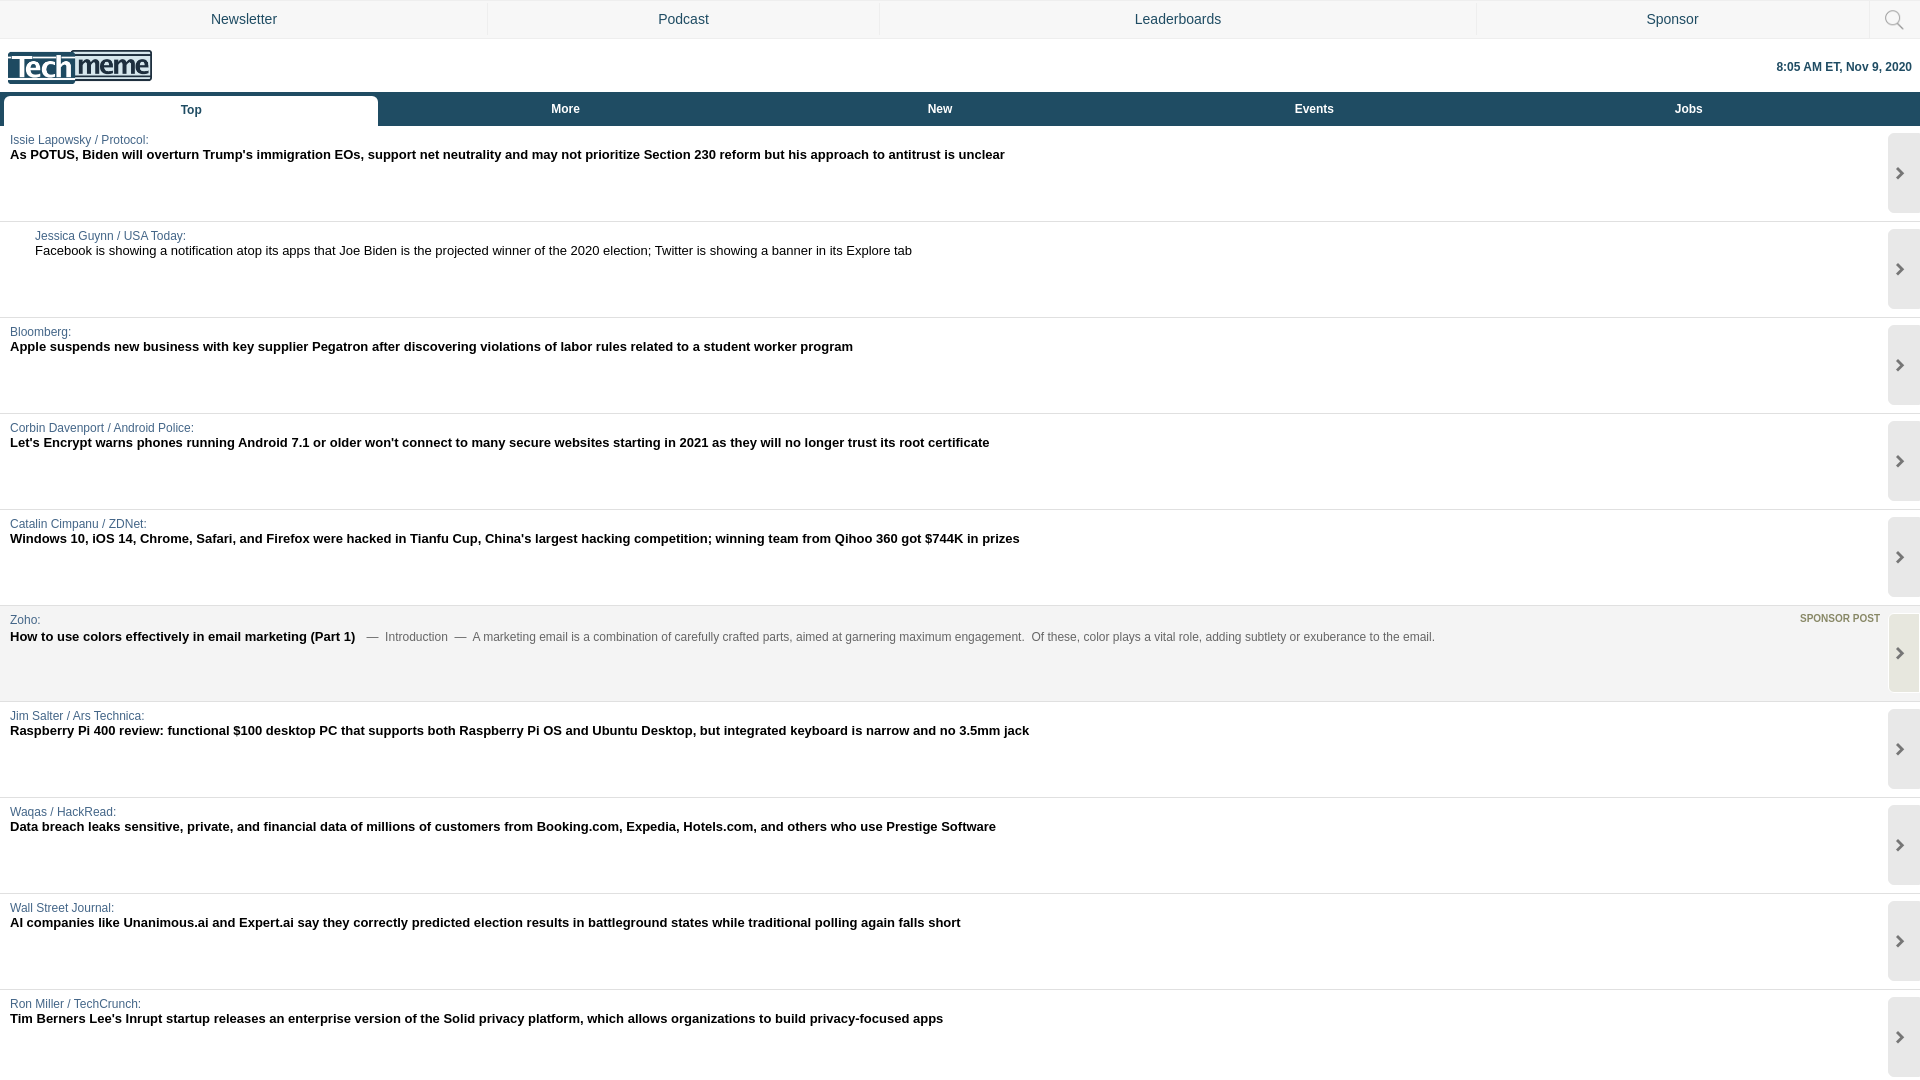 Newsletter
Podcast
Leaderboards
Sponsor
Techmeme
8:05 AM ET, Nov 9, 2020
Top
More
New
Events
Jobs
Issie Lapowsky / Protocol:
As POTUS, Biden will overturn Trump's immigration EOs, support net neutrality and may not prioritize Section 230 reform but his approach to antitrust is unclear
Jessica Guynn / USA Today:
Facebook is showing a notification atop its apps that Joe Biden is the projected winner of the 2020 election; Twitter is showing a banner in its Explore tab
Bloomberg:
Apple suspends new business with key supplier Pegatron after discovering violations of labor rules related to a student worker program
Corbin Davenport / Android Police:
Let's Encrypt warns phones running Android 7.1 or older won't connect to many secure websites starting in 2021 as they will no longer trust its root certificate
Catalin Cimpanu / ZDNet:
Windows 10, iOS 14, Chrome, Safari, and Firefox were hacked in Tianfu Cup, China's largest hacking competition; winning team from Qihoo 360 got $744K in prizes
Zoho:
SPONSOR POST
How to use colors effectively in email marketing (Part 1) — Introduction — A marketing email is a combination of carefully crafted parts, aimed at garnering maximum engagement. Of these, color plays a vital role, adding subtlety or exuberance to the email.
Jim Salter / Ars Technica:
Raspberry Pi 400 review: functional $100 desktop PC that supports both Raspberry Pi OS and Ubuntu Desktop, but integrated keyboard is narrow and no 3.5mm jack
Waqas / HackRead:
Data breach leaks sensitive, private, and financial data of millions of customers from Booking.com, Expedia, Hotels.com, and others who use Prestige Software
Wall Street Journal:
AI companies like Unanimous.ai and Expert.ai say they correctly predicted election results in battleground states while traditional polling again falls short
Ron Miller / TechCrunch:
Tim Berners Lee's Inrupt startup releases an enterprise version of the Solid privacy platform, which allows organizations to build privacy-focused apps